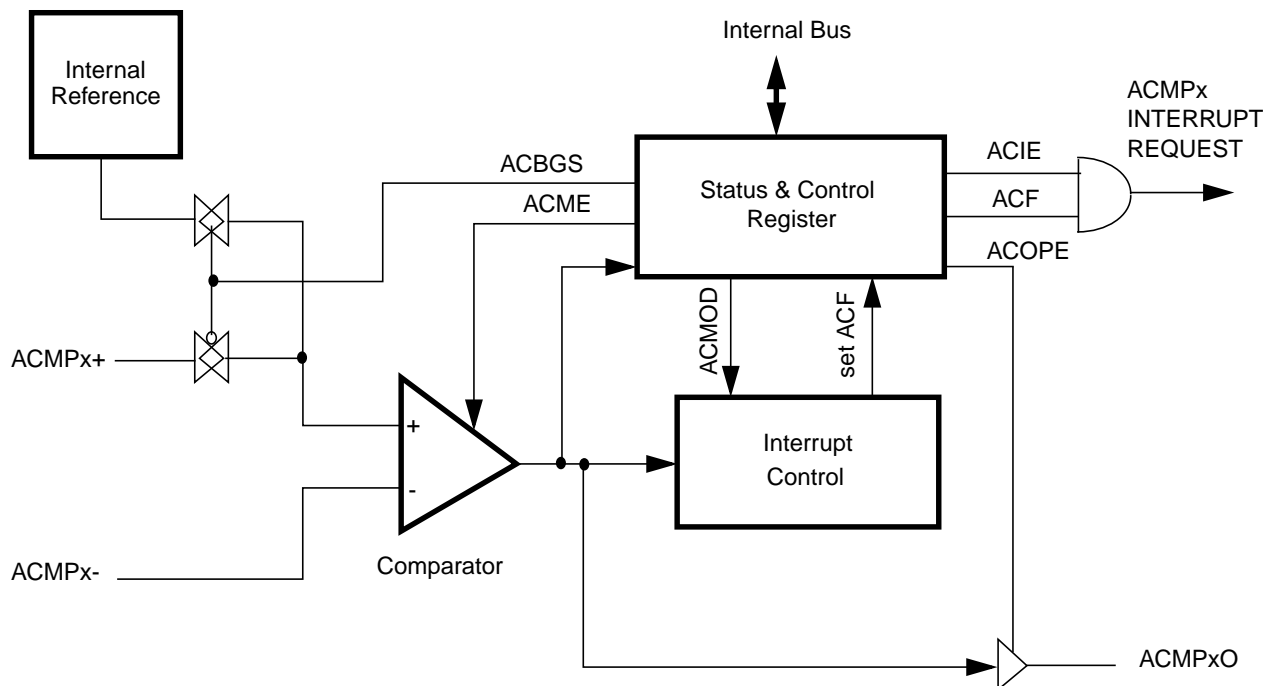 Internal Bus
Internal
Reference
ACMPx
INTERRUPT
REQUEST
ACBGS
ACME
Status & Control
Register
ACIE
ACF
ACOPE
ACMOD
set ACF
ACMPx+
+
-
Comparator
Interrupt
Control
ACMPx-
ACMPxO